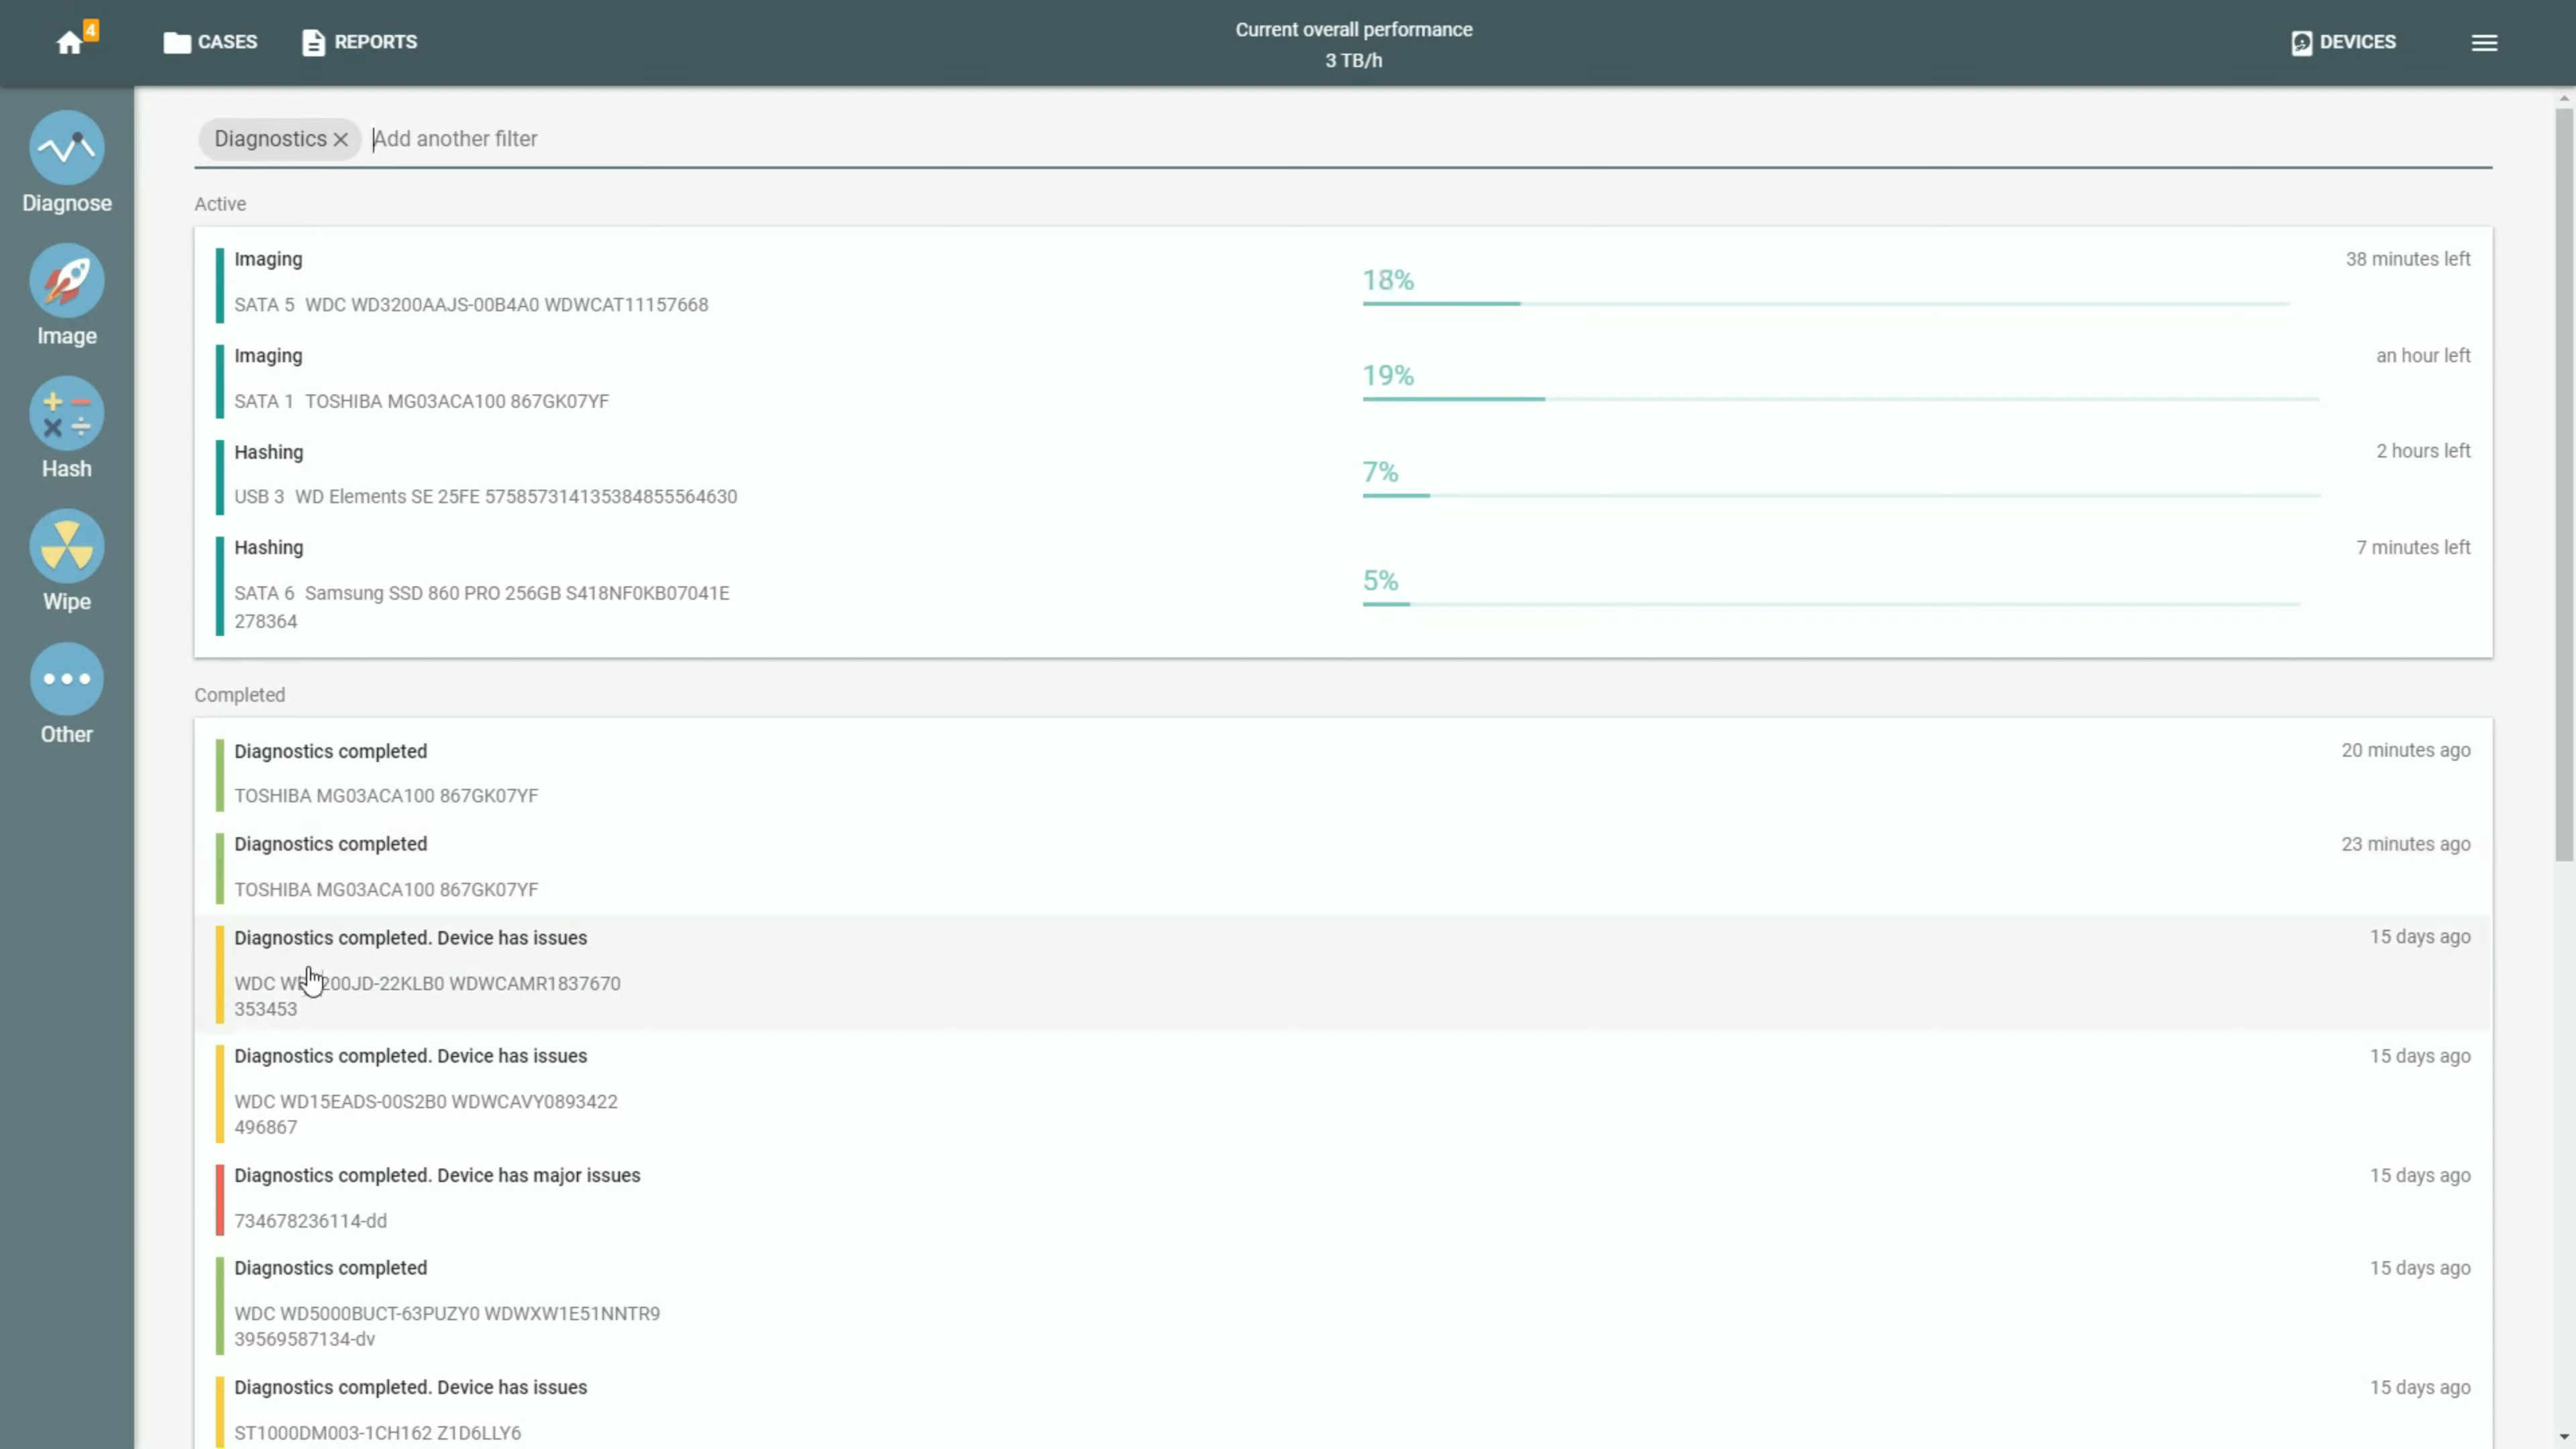 4
CASES
REPORTS
Current overall performance
3 TB/h
DEVICES
Diagnose
Image
Hash
Wipe
Other
Diagnostics
Add another filter
Active
Imaging
SATA 5 WDC WD3200AAJS-00B4A0 WDWCAT11157668
38 minutes left
Imaging
SATA 1 TOSHIBA MG03ACA100 867GK07YF
19%
an hour left
Hashing
USB 3 WD Elements SE 25FE 575857314135384855564630
7%
2 hours left
Hashing
SATA 6 Samsung SSD 860 PRO 256GB S418NF0KB07041E
278364
5%
7 minutes left
Completed
Diagnostics completed
20 minutes ago
TOSHIBA MG03ACA100 867GK07YF
Diagnostics completed
23 minutes ago
TOSHIBA MG03ACA100 867GK07YF
Diagnostics completed. Device has issues
15 days ago
WDC WDWCAMR1837670
353453
Diagnostics completed. Device has issues
15 days ago
WDC WD15EADS-00S2B0 WDWCAVY0893422
496867
Diagnostics completed. Device has major issues
15 days ago
734678236114-dd
Diagnostics completed
15 days ago
WDC WD5000BUCT-63PUZY0 WDWXW1E51NNTR9
39569587134-dv
Diagnostics completed. Device has issues
15 days ago
ST1000DM003-1CH162 Z1D6LLY6